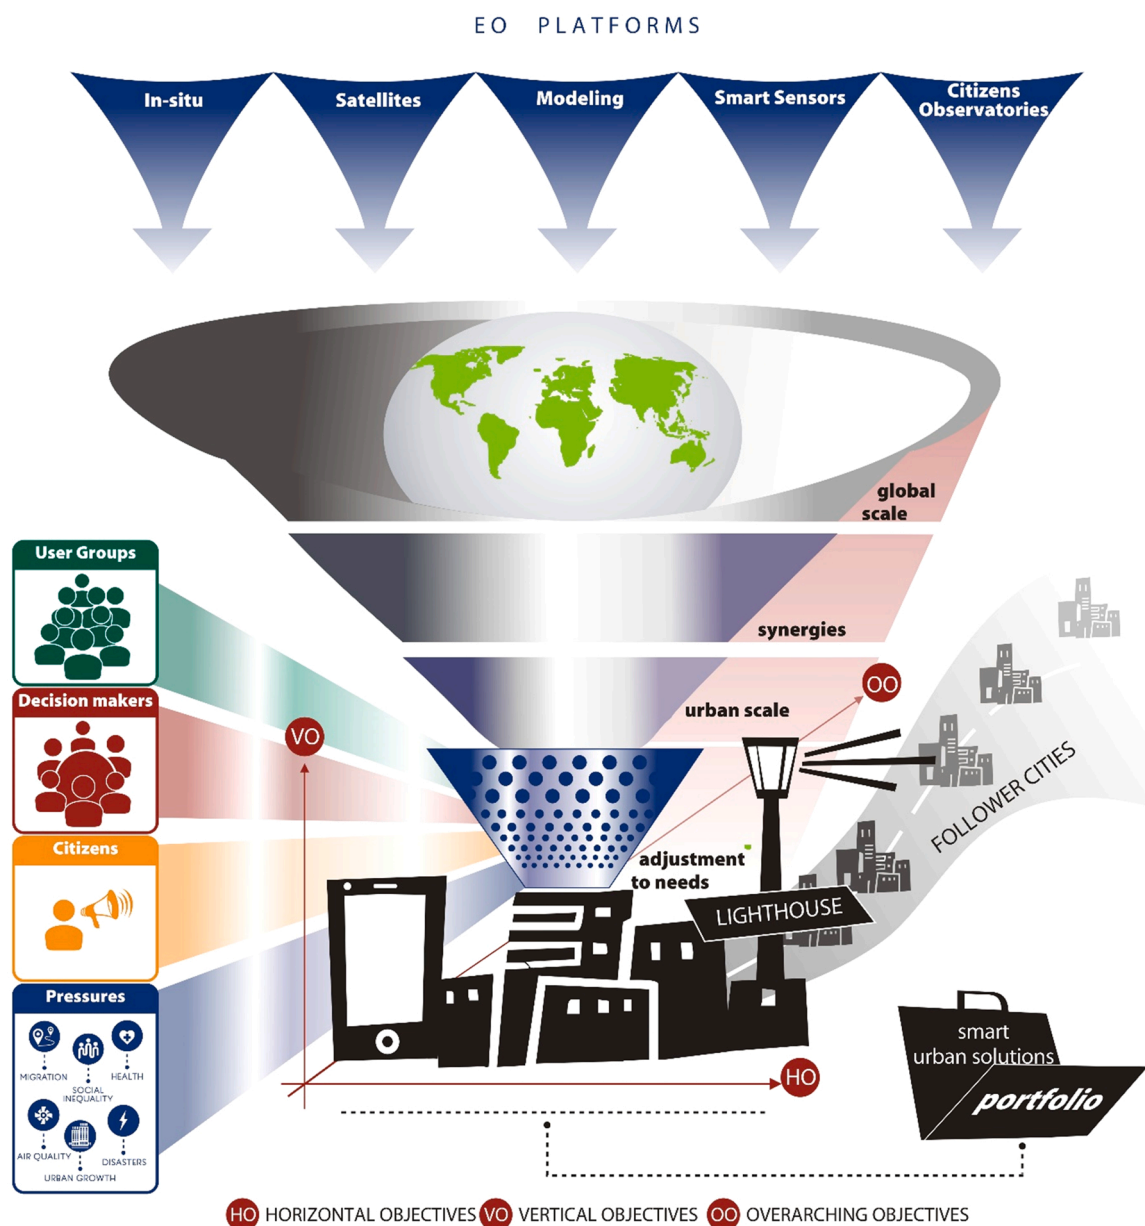 EO PLATFORMS
In-situ
Satellites
Modeling
Smart Sensors
Citizens
Observatories
global
scale
synergies
urban scale
adjustment
to needs
User Groups
Decision makers
Citizens
Pressures
MIGRATION
SOCIAL
INEQUALITY
HEALTH
AIR QUALITY
URBAN GROWTH
DISASTERS
VO
OO
HO
LIGHTHOUSE
FOLLOWER CITIES
smart
urban solutions
portfolio
HO HORIZONTAL OBJECTIVES VO VERTICAL OBJECTIVES OO OVERARCHING OBJECTIVES